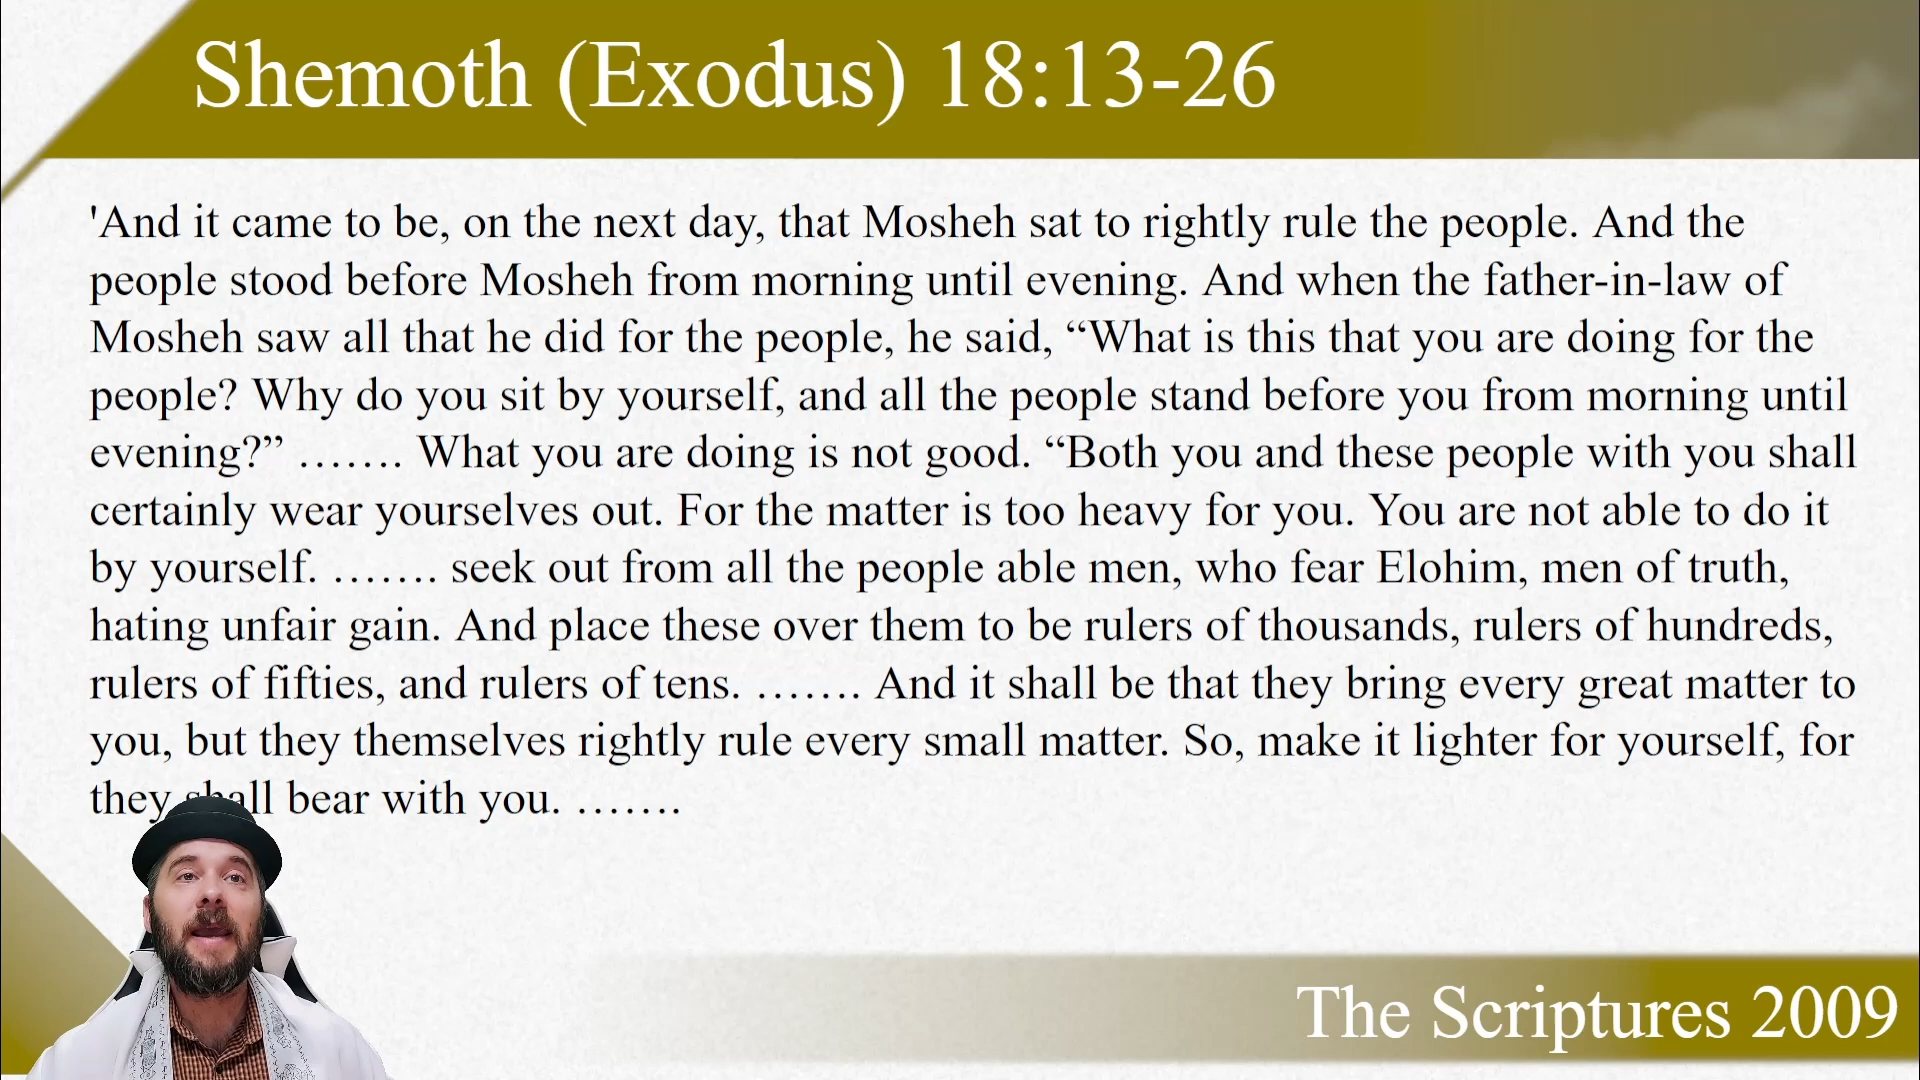 Shemoth (Exodus) 18:13-26
'And it came to be, on the next day, that Mosheh sat to rightly rule the people. And the
people stood before Mosheh from morning until evening. And when the father-in-law of
Mosheh saw all that he did for the people, he said, “What is this that you are doing for the
people? Why do you sit by yourself, and all the people stand before you from morning until
evening?” ……. What you are doing is not good. “Both you and these people with you shall
certainly wear yourselves out. For the matter is too heavy for you. You are not able to do it
by yourself. ……. seek out from all the people able men, who fear Elohim, men of truth,
hating unfair gain. And place these over them to be rulers of thousands, rulers of hundreds,
rulers of fifties, and rulers of tens. ……. And it shall be that they bring every great matter to
you, but they themselves rightly rule every small matter. So, make it lighter for yourself, for
they shall bear with you. …….
The Scriptures 2009